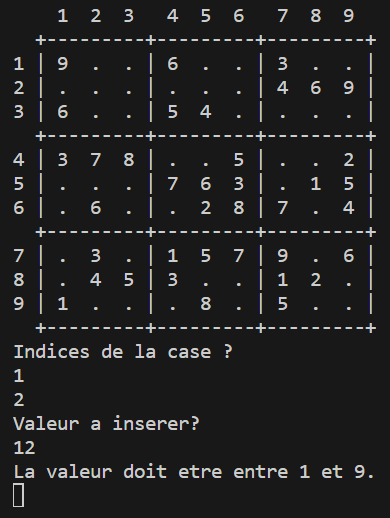 1  2  3   4  5  6   7  8  9
  +---------+---------+---------+
1 | 9  .  . | 6  .  . | 3  .  . |
2 | .  .  . | .  .  . | 4  6  9 |
3 | 6  .  . | 5  4  . | .  .  . |
  +---------+---------+---------+
4 | 3  7  8 | .  .  5 | .  .  2 |
5 | .  .  . | 7  6  3 | .  1  5 |
6 | .  6  . | .  2  8 | 7  .  4 |
  +---------+---------+---------+
7 | .  3  . | 1  5  7 | 9  .  6 |
8 | .  4  5 | 3  .  . | 1  2  . |
9 | 1  .  . | .  8  . | 5  .  . |
  +---------+---------+---------+
Indices de la case ?
1
2
Valeur a inserer?
12
La valeur doit etre entre 1 et 9.